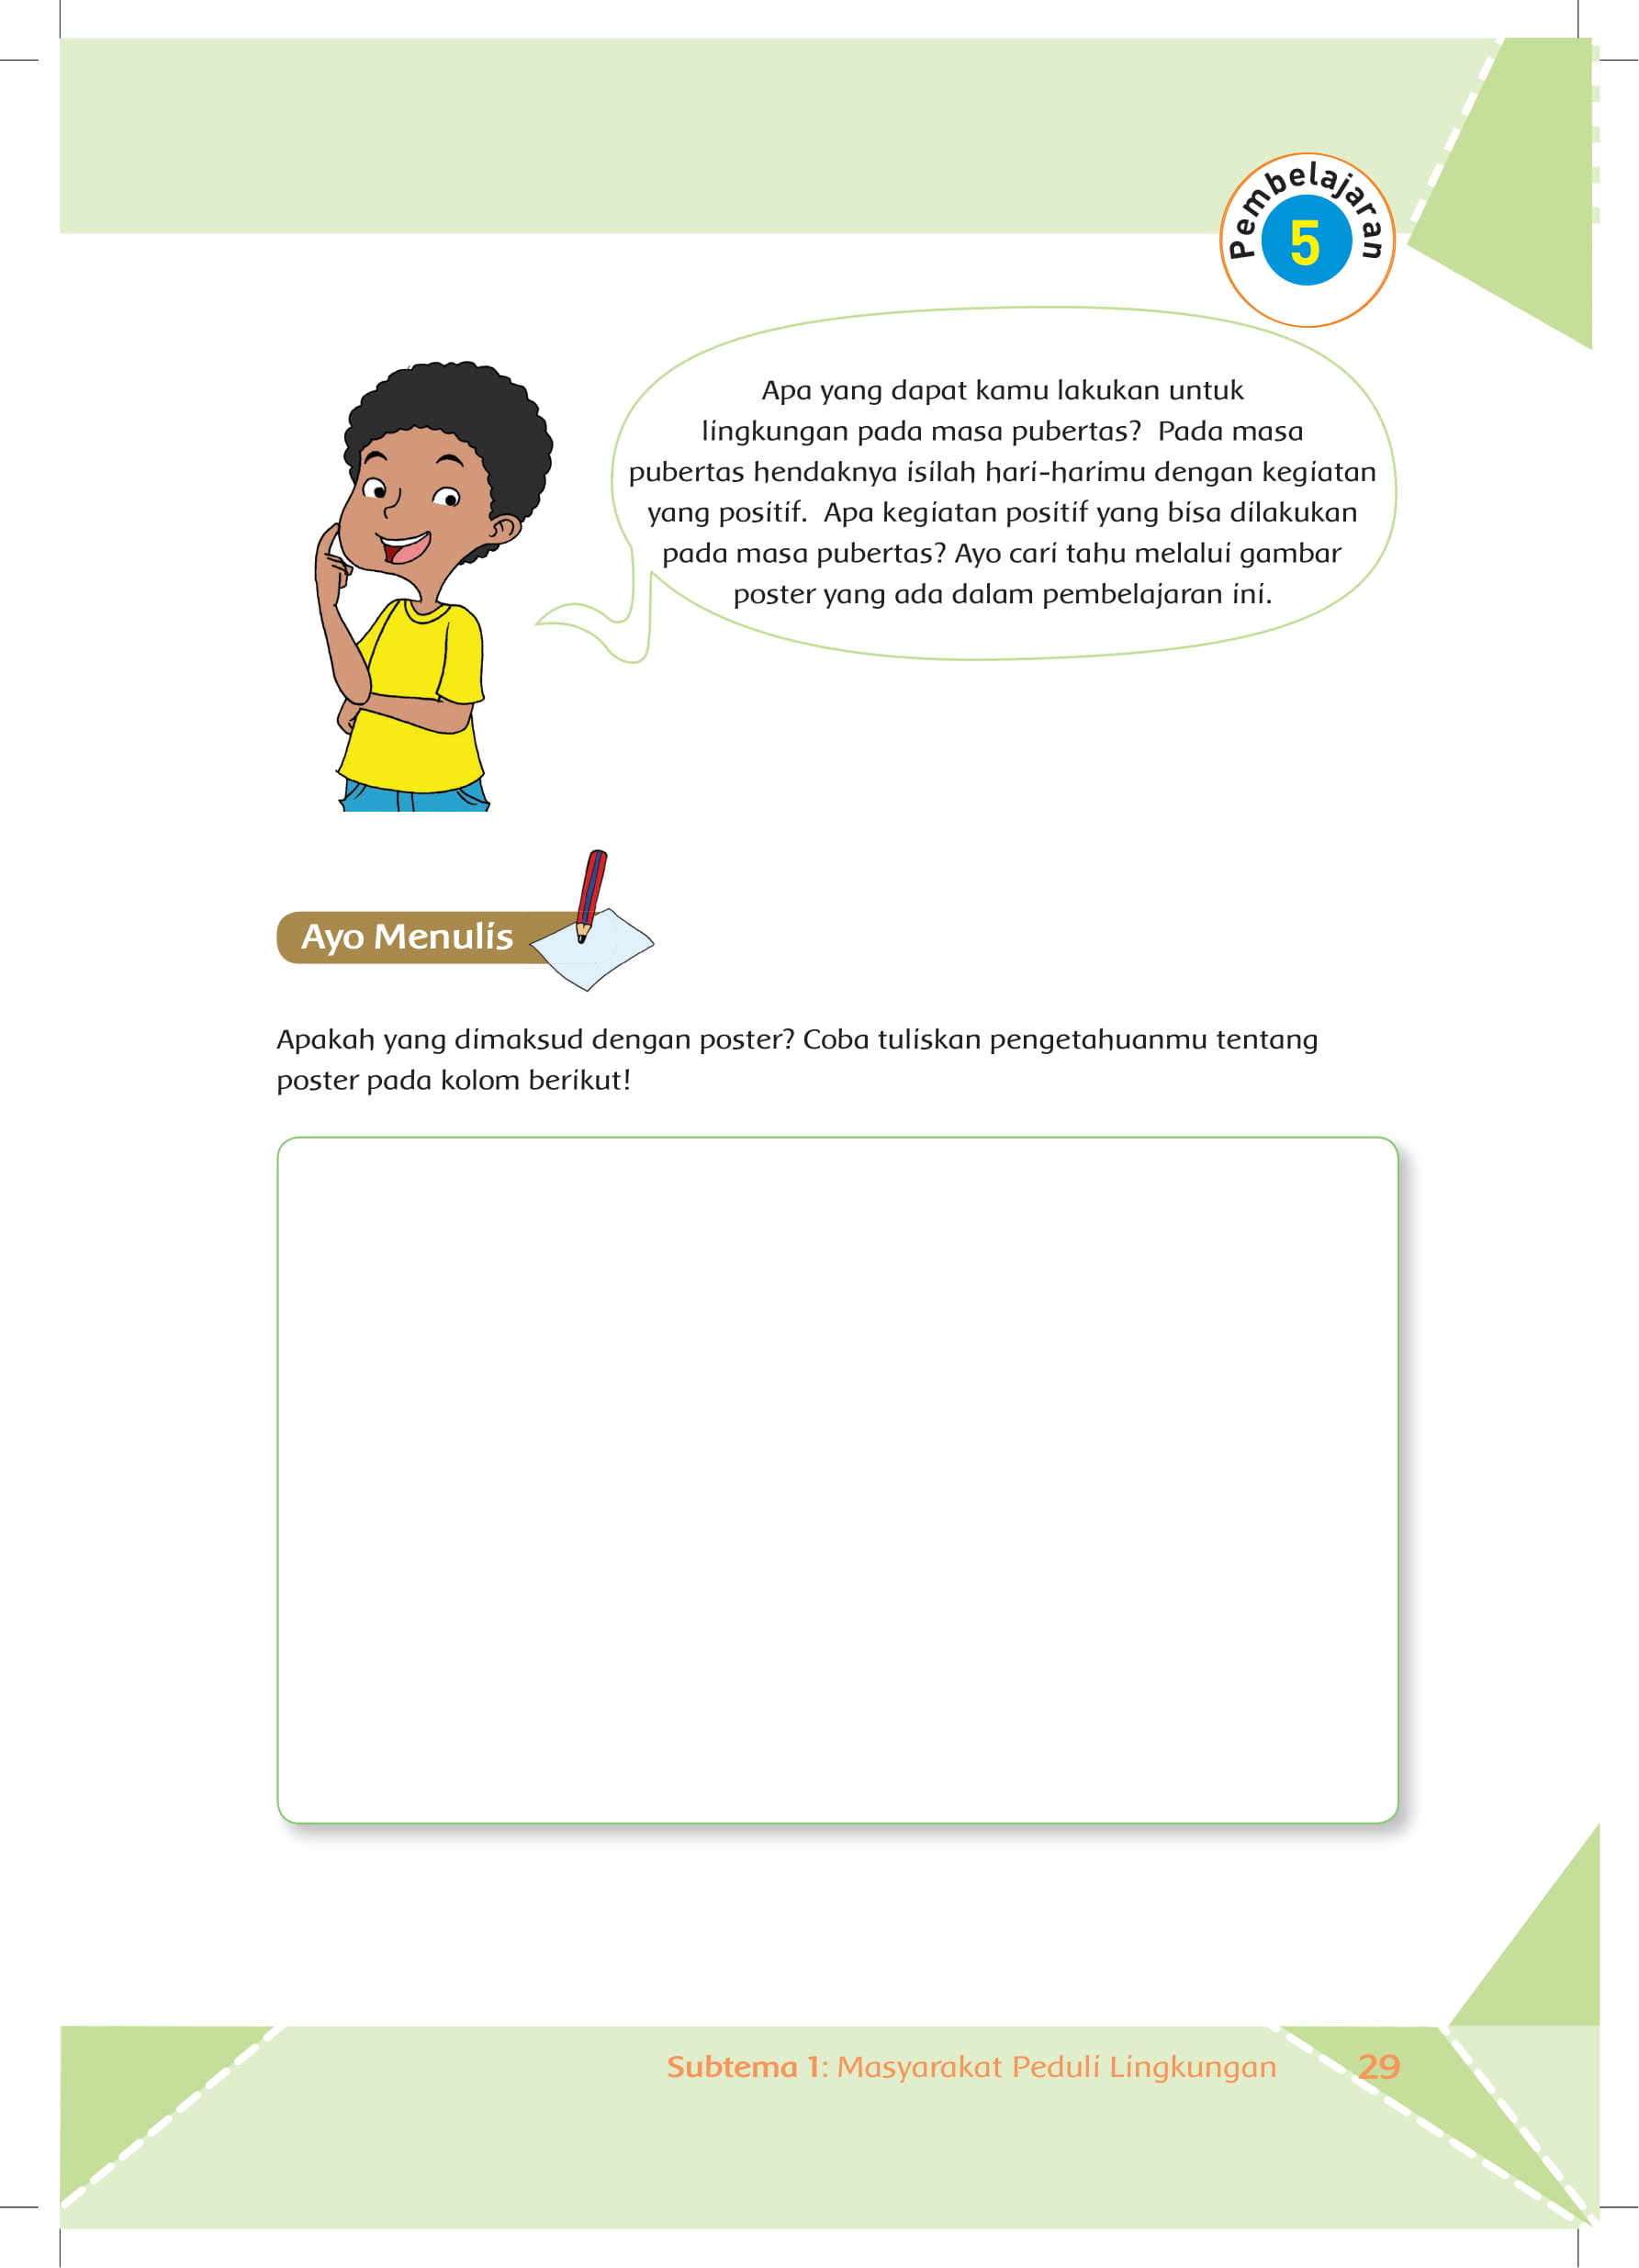 Pembelajaran
5
Apa yang dapat kamu lakukan untuk
lingkungan pada masa pubertas?  Pada masa
pubertas hendaknya isilah hari-harimu dengan kegiatan
yang positif.  Apa kegiatan positif yang bisa dilakukan
pada masa pubertas? Ayo cari tahu melalui gambar
poster yang ada dalam pembelajaran ini.
Ayo Menulis
Apakah yang dimaksud dengan poster? Coba tuliskan pengetahuanmu tentang
poster pada kolom berikut!
Subtema 1: Masyarakat Peduli Lingkungan 29